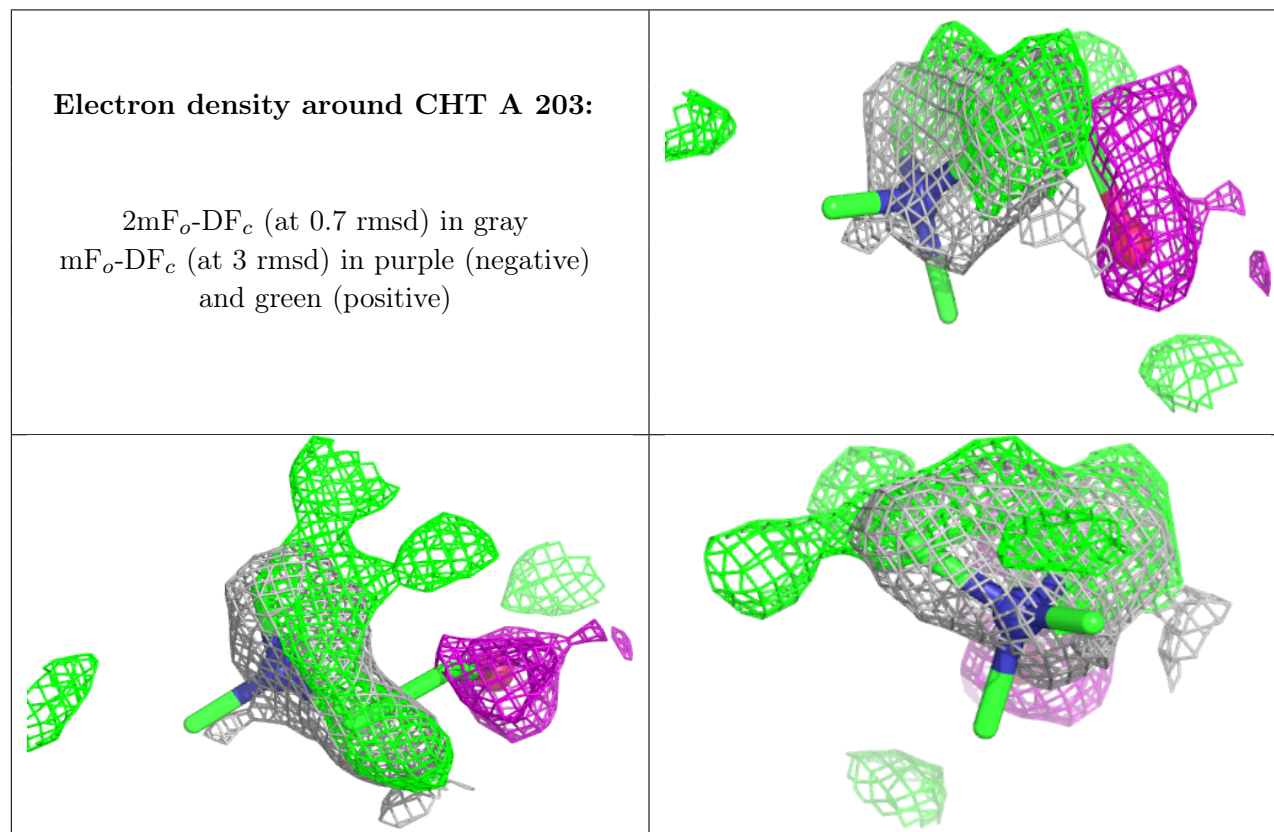 Electron density around CHT A 203:
2mFₒ-DF𝒸 (at 0.7 rmsd) in gray
mFₒ-DF𝒸 (at 3 rmsd) in purple (negative)
and green (positive)